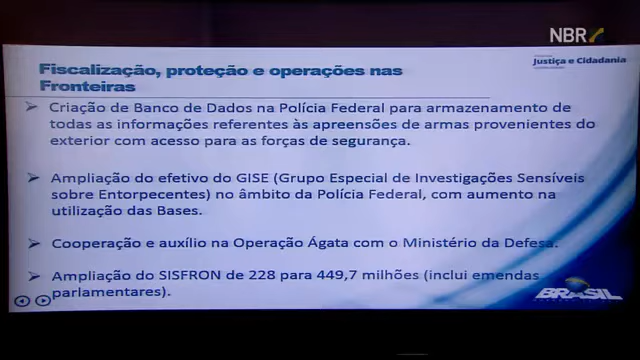 NBR
Justiça e Cidadania
Fiscalização, proteção e operações nas
Fronteiras
Criação de Banco de Dados na Polícia Federal para armazenamento de
todas as informações referentes às apreensões de armas provenientes do
exterior com acesso para as forças de segurança.
Ampliação do efetivo do GISE (Grupo Especial de Investigações Sensíveis
sobre Entorpecentes) no âmbito da Polícia Federal, com aumento na
utilização das Bases.
Cooperação e auxílio na Operação Ágata com o Ministério da Defesa.
Ampliação do SISFRON de 228 para 449,7 milhões (inclui emendas
parlamentares).
BRASIL